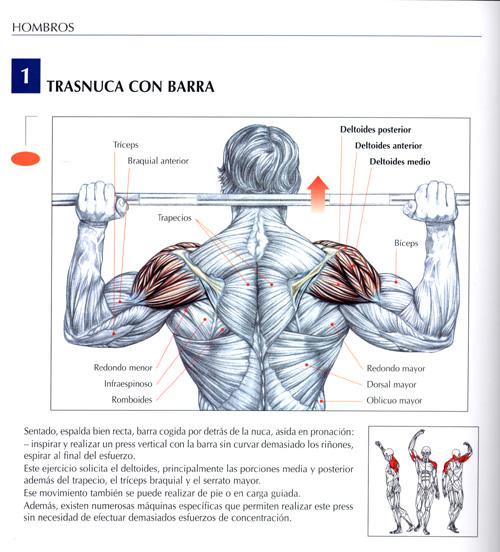 HOMBROS
1
TRASNUCA CON BARRA
Deltoides posterior
Tríceps
Deltoides anterior
Braquial anterior
Deltoides medio
Trapecios
Bíceps
Redondo menor
Redondo mayor
Infraespinoso
Dorsal mayor
Romboides
Oblicuo mayor
Sentado, espalda bien recta, barra cogida por detrás de la nuca, asida en pronación:
– inspirar y realizar un press vertical con la barra sin curvar demasiado los riñones,
espirar al final del esfuerzo.
Este ejercicio solicita el deltoides, principalmente las porciones media y posterior
además del trapecio, el tríceps braquial y el serrato mayor.
Ese movimiento también se puede realizar de pie o en carga guiada.
Además, existen numerosas máquinas específicas que permiten realizar este press
sin necesidad de efectuar demasiados esfuerzos de concentración.